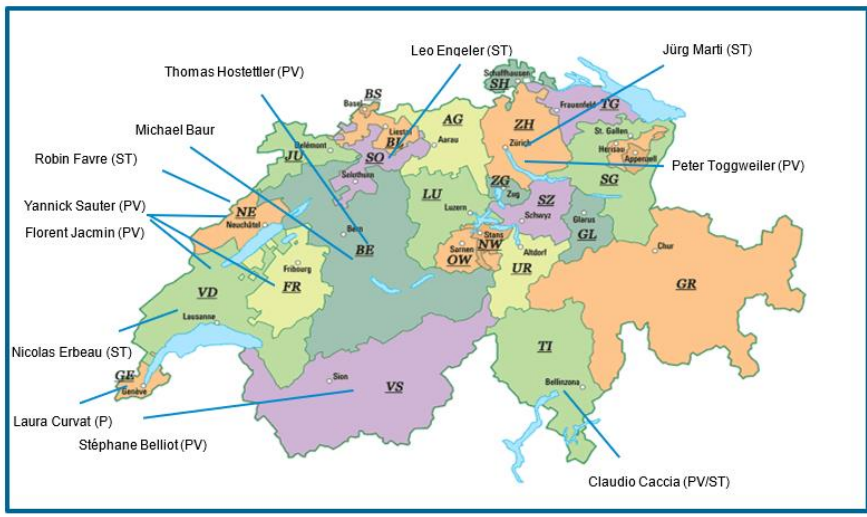 Leo Engeler (ST)
Jürg Marti (ST)
Thomas Hostettler (PV)
Schaffhausen
SH
BS
Basel
Michael Baur
Frauenfeld
TG
Liestal
BL
AG
ZH
Aarau
St. Gallen
Delémont
JU
Herisau
Zürich
Appenzell
Robin Favre (ST)
SO
Peter Toggweiler (PV)
Solothurn
SG
ZG
Zug
LU
SZ
Yannick Sauter (PV)
NE
Luzern
Schwyz
Glarus
Neuchâtel
Florent Jacmin (PV)
Bern
Stans
GL
BE
Sarnen
NW
Altdorf
Chur
OW
Fribourg
UR
FR
GR
VD
Lausanne
TI
Nicolas Erbeau (ST)
GE
Sion
VS
Bellinzona
Genève
Laura Curvat (P)
Stéphane Belliot (PV)
Claudio Caccia (PV/ST)